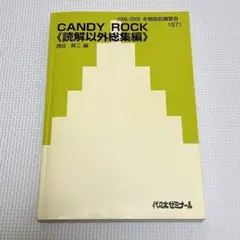 2008/2009 冬期直前講習会
CANDY ROCK 1571
《読解以外総集編》
西谷 昇二 編
代々木ゼミナール